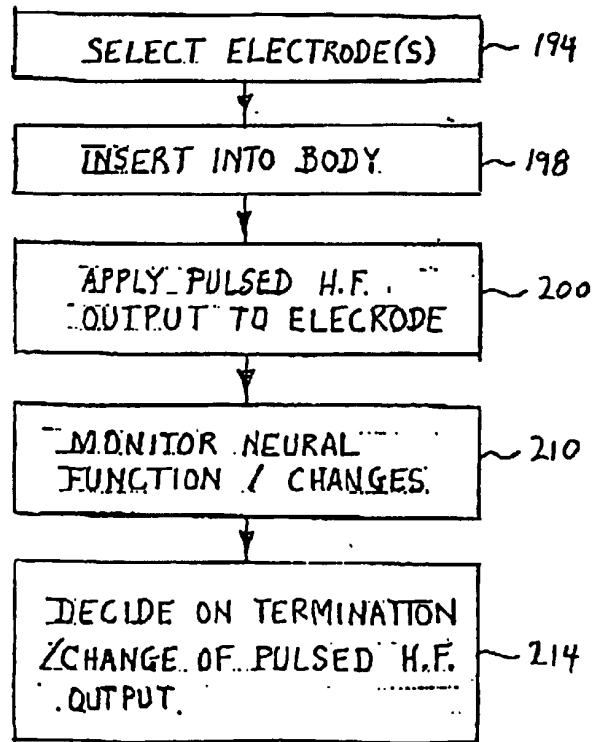 SELECT ELECTRODE(S) 194
INSERT INTO BODY. 198
APPLY PULSED H.F. 200
OUTPUT TO ELECRODE
MONITOR NEURAL 210
FUNCTION / CHANGES.
DECIDE ON TERMINATION
/CHANGE OF PULSED H.F. 214
OUTPUT.